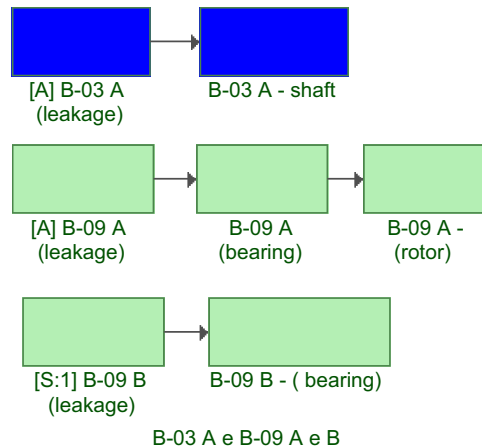 [A] B-03 A
(leakage)
B-03 A - shaft
[A] B-09 A
(leakage)
B-09 A
(bearing)
B-09 A -
(rotor)
[S:1] B-09 B
(leakage)
B-09 B - ( bearing)
B-03 A e B-09 A e B